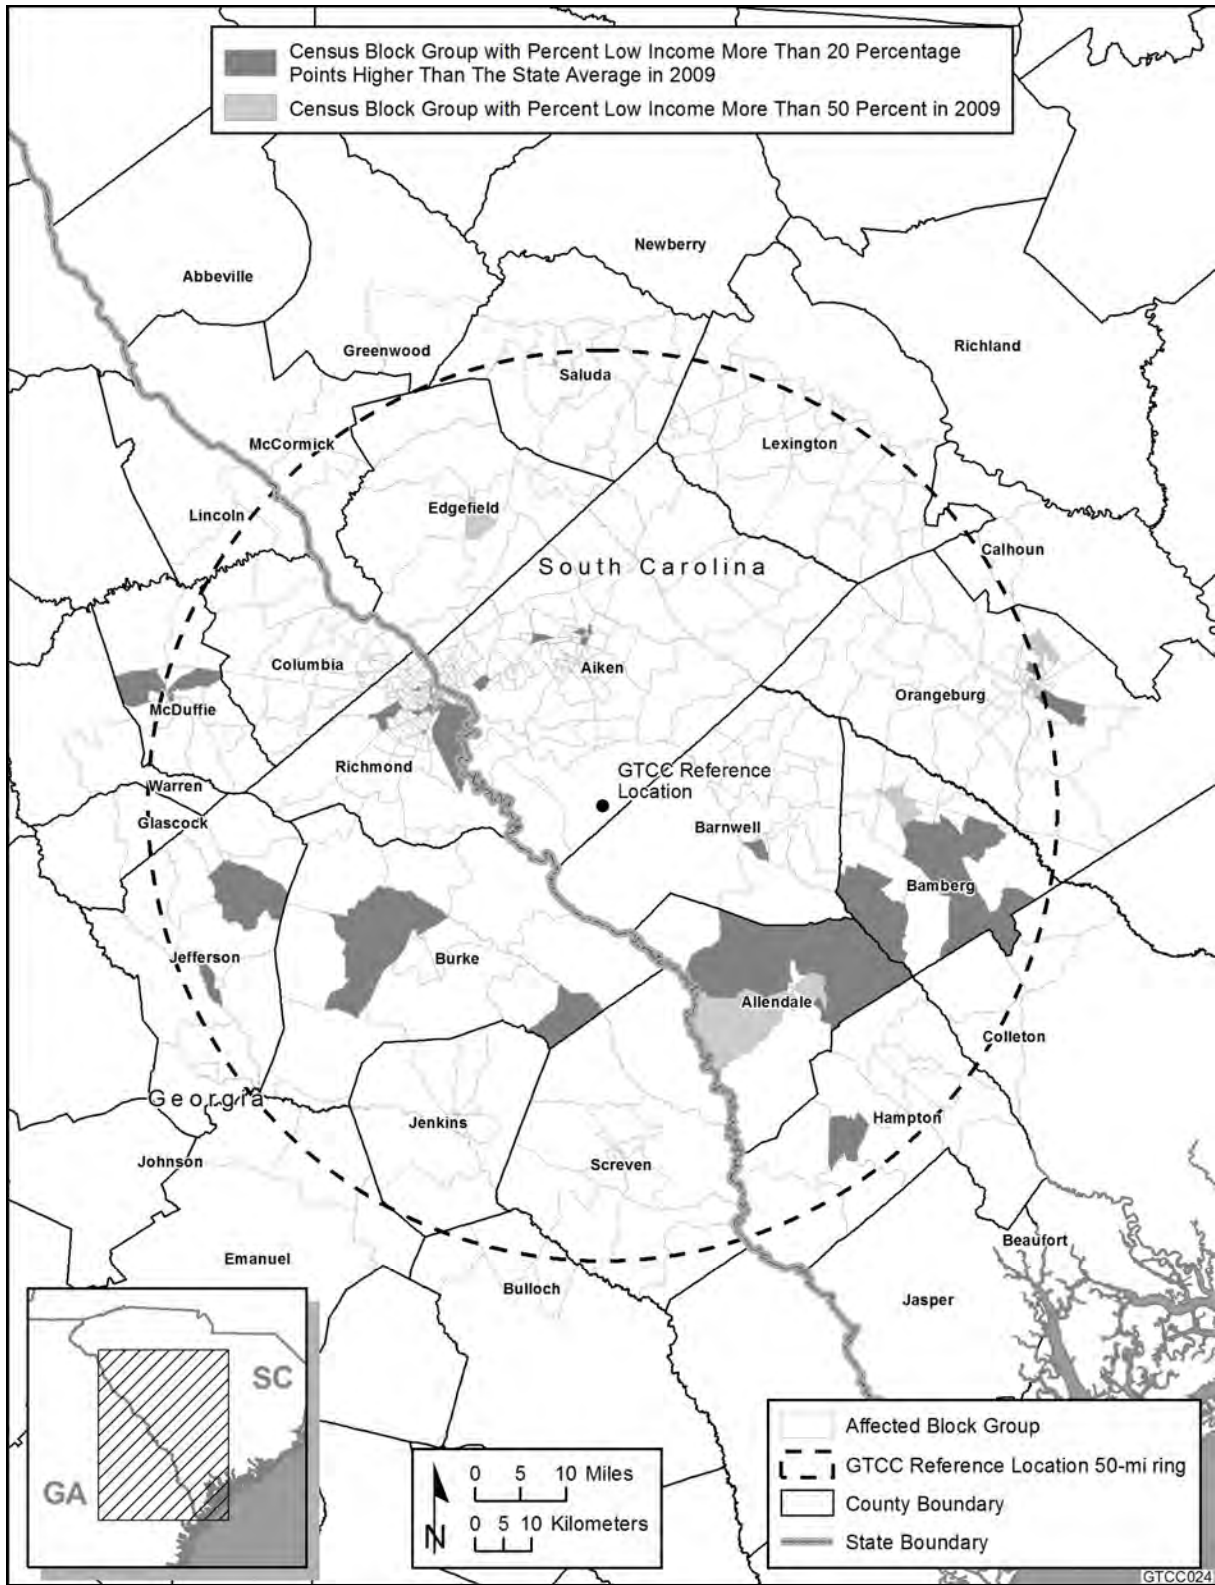 Census Block Group with Percent Low Income More Than 20 Percentage
Points Higher Than The State Average in 2009
Census Block Group with Percent Low Income More Than 50 Percent in 2009
Newberry
Abbeville
Richland
Greenwood
Saluda
McCormick
Lexington
Edgefield
Lincoln
Calhoun
South Carolina
Columbia
Aiken
Orangeburg
McDuffie
Richmond
GTCC Reference
Location
Warren
Glascock
Barnwell
Bamberg
Jefferson
Burke
Allendale
Colleton
Georgia
Jenkins
Hampton
Johnson
Screven
Beaufort
Emanuel
Bulloch
Jasper
SC
GA
N
0 5 10 Miles
0 5 10 Kilometers
Affected Block Group
GTCC Reference Location 50-mi ring
County Boundary
State Boundary
GTCC024